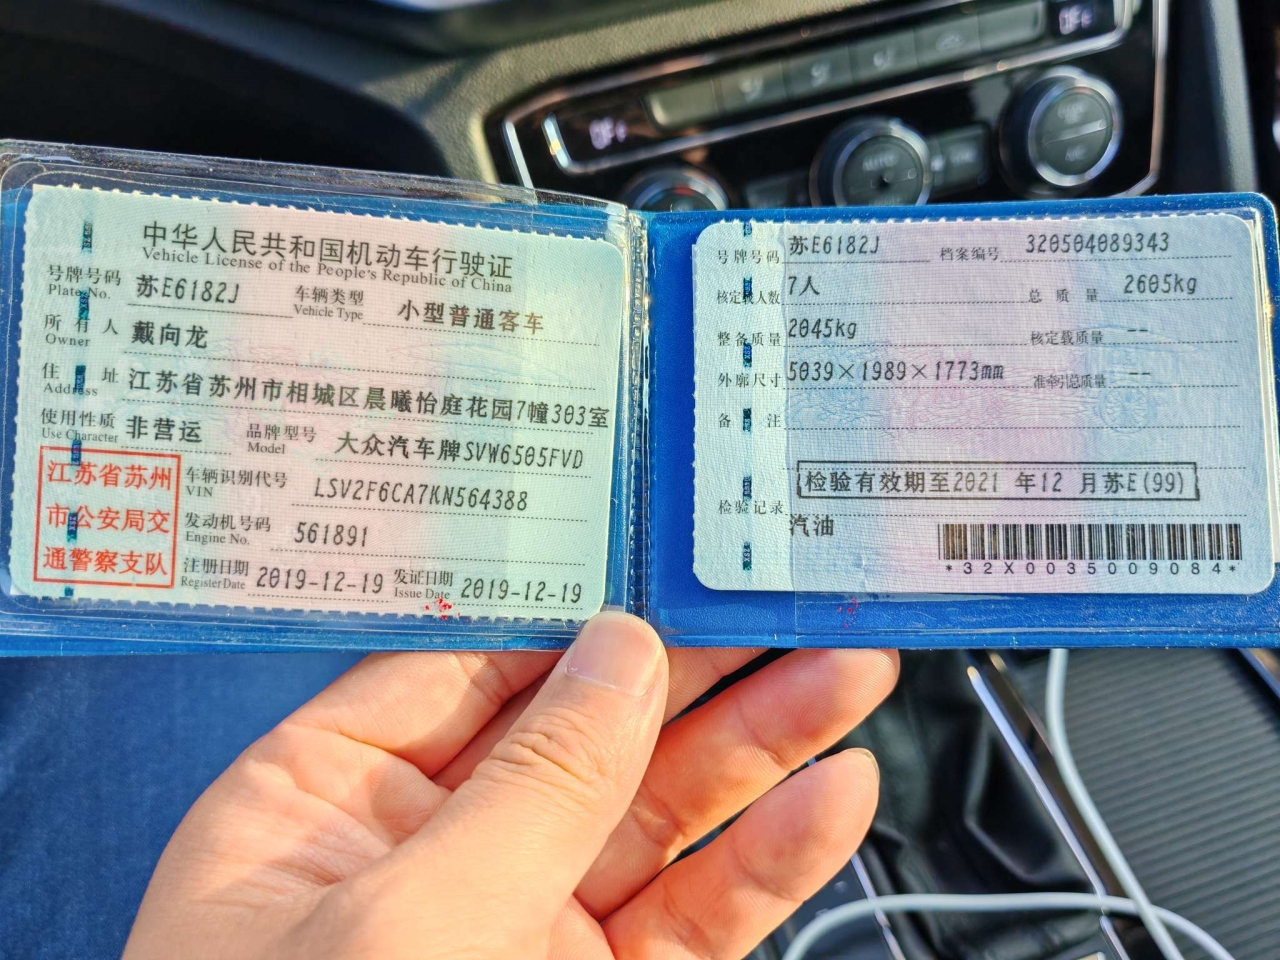 中华人民共和国机动车行驶证
Vehicle License of the People's Republic of China
号牌号码 苏E6182J 车辆类型 小型普通客车
Plate No. Vehicle Type
所有人 戴向龙
Owner
住址 江苏省苏州市相城区晨曦怡庭花园7幢303室
Address
使用性质 非营运 品牌型号 大众汽车牌SVW6505FVD
Use Character Model
江苏省苏州
市公安局交
通警察支队
车辆识别代号 LSV2F6CA7KN564388
VIN
发动机号码 561891
Engine No.
注册日期 2019-12-19 发证日期 2019-12-19
Register Date Issue Date
号牌号码 苏E6182J 档案编号 320504089343
核定载人数 7人 总质量 2605kg
整备质量 2045kg 核定载质量 --
外廓尺寸 5039×1989×1773mm 准牵引总质量 --
备注
检验有效期至2021 年12 月苏E(99)
检验记录
汽油
*32X0035009084*
AUTO